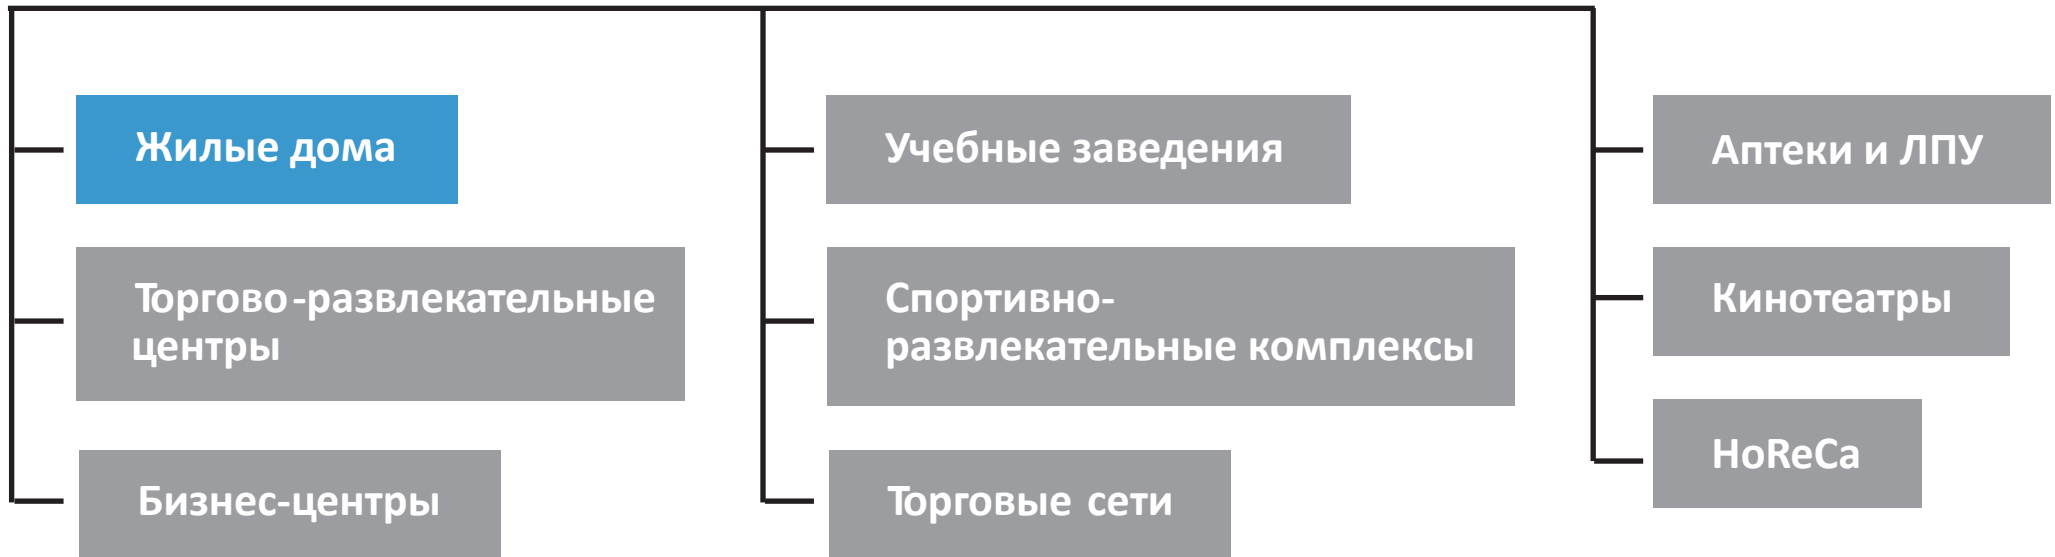 Жилые дома
Торгово-развлекательные
центры
Бизнес-центры
Учебные заведения
Спортивно-
развлекательные комплексы
Торговые сети
Аптеки и ЛПУ
Кинотеатры
HoReCa